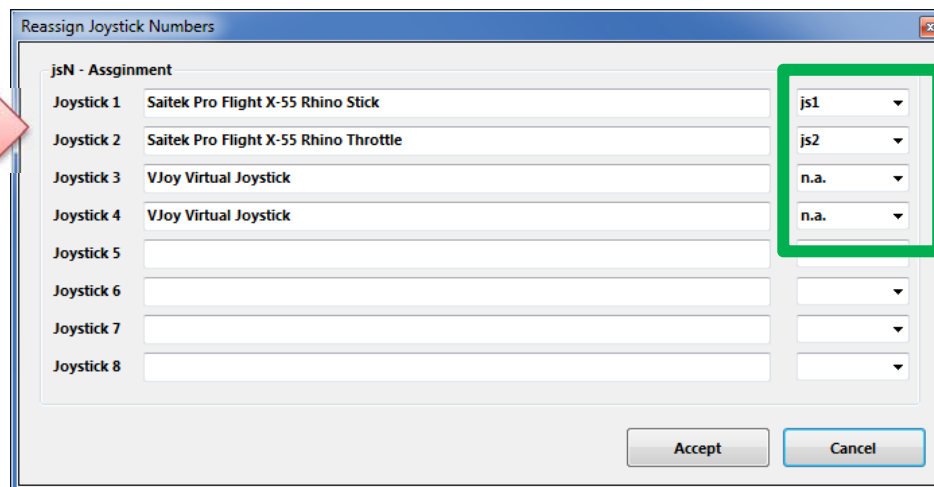 Reassign Joystick Numbers
jsN - Assginment
Joystick 1 Saitek Pro Flight X-55 Rhino Stick js1
Joystick 2 Saitek Pro Flight X-55 Rhino Throttle js2
Joystick 3 VJoy Virtual Joystick n.a.
Joystick 4 VJoy Virtual Joystick n.a.
Joystick 5
Joystick 6
Joystick 7
Joystick 8
Accept Cancel